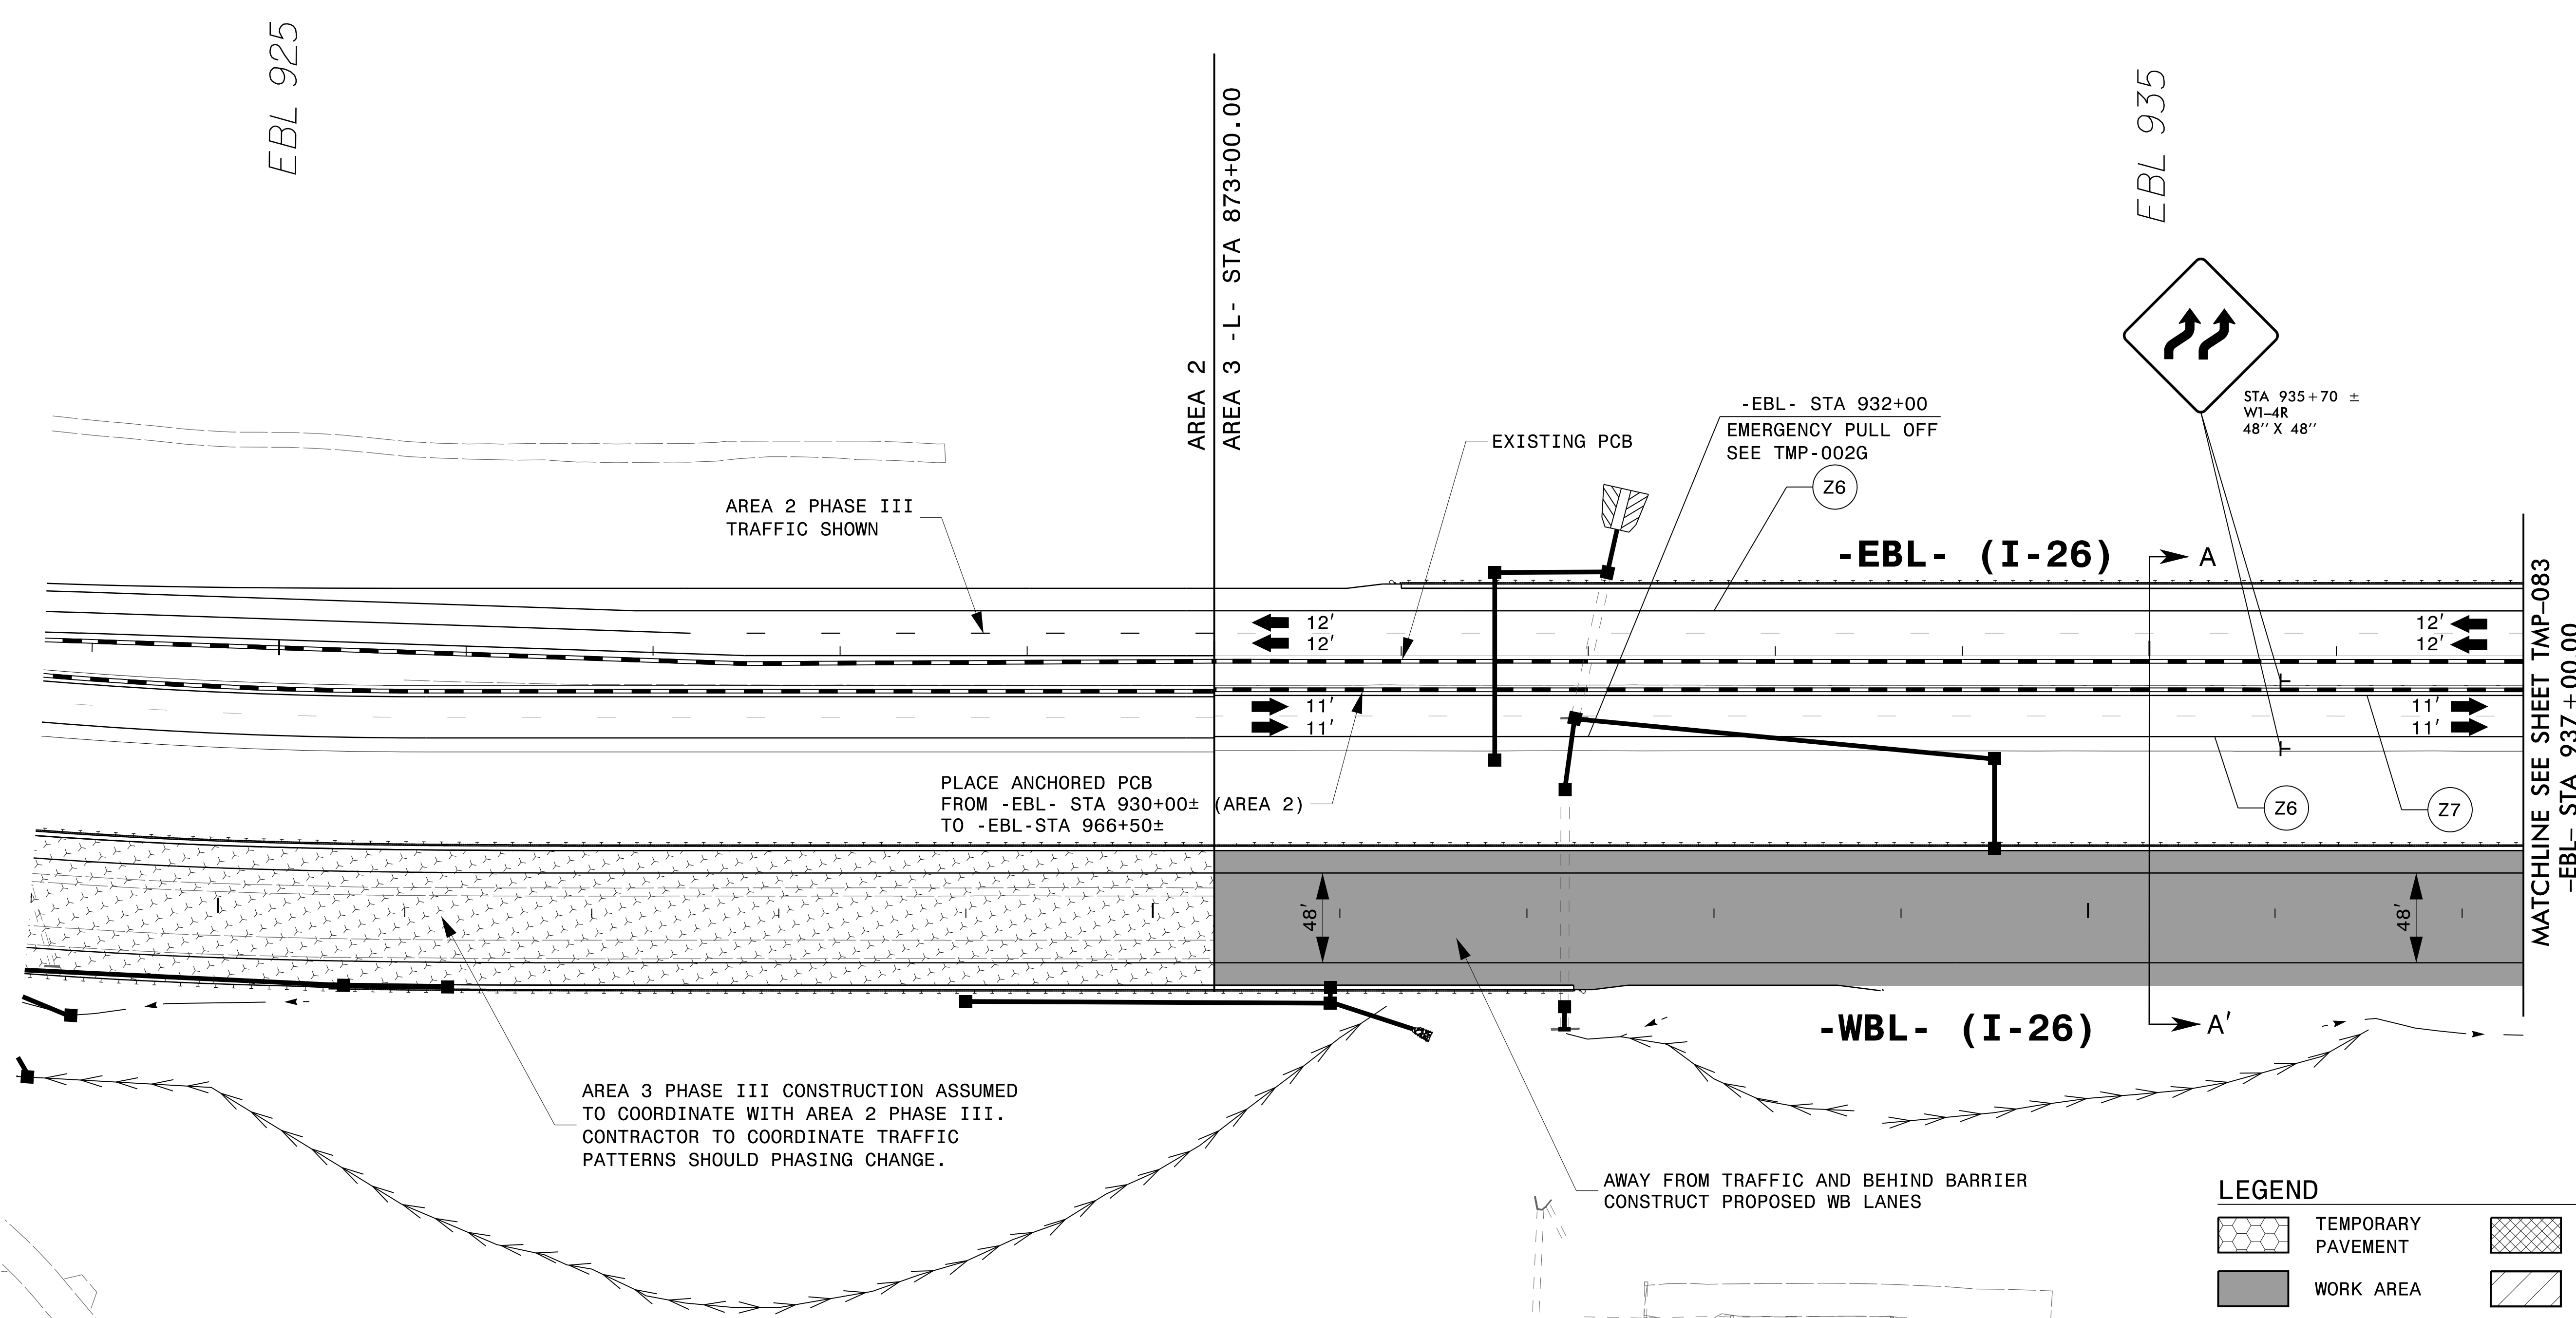 EBL 925
EBL 935
AREA 2
AREA 3 -L- STA 873+00.00
STA 935+70 ±
W1-4R
48" X 48"
-EBL- STA 932+00
EMERGENCY PULL OFF
SEE TMP-002G
EXISTING PCB
Z6
AREA 2 PHASE III
TRAFFIC SHOWN
-EBL- (I-26)
A
12'
12'
12'
12'
11'
11'
11'
11'
MATCHLINE SEE SHEET TMP-083
-EBL- STA 937+00.00
PLACE ANCHORED PCB
FROM -EBL- STA 930+00± (AREA 2)
TO -EBL-STA 966+50±
Z6
Z7
48'
48'
-WBL- (I-26)
A'
AREA 3 PHASE III CONSTRUCTION ASSUMED
TO COORDINATE WITH AREA 2 PHASE III.
CONTRACTOR TO COORDINATE TRAFFIC
PATTERNS SHOULD PHASING CHANGE.
AWAY FROM TRAFFIC AND BEHIND BARRIER
CONSTRUCT PROPOSED WB LANES
LEGEND
TEMPORARY
PAVEMENT
WORK AREA